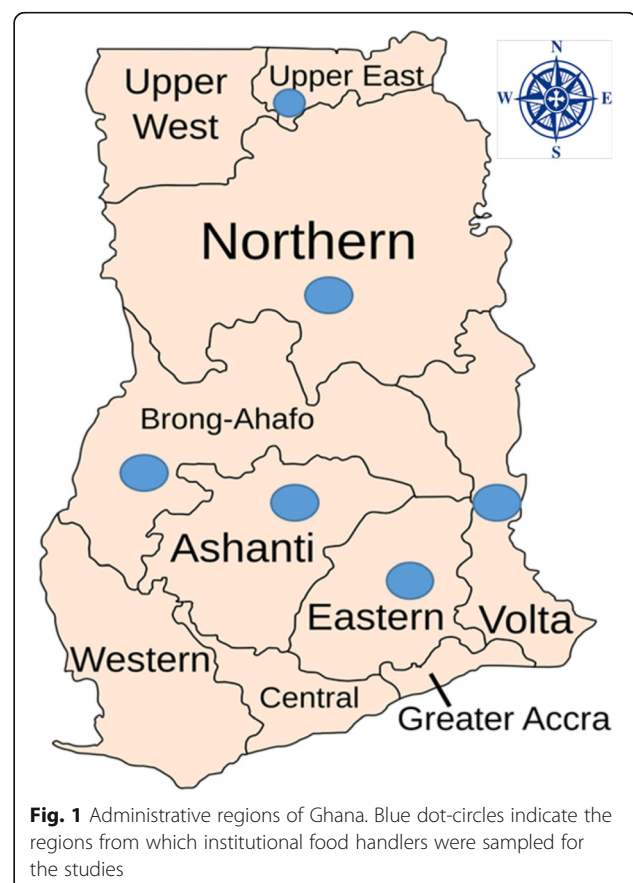 N
W E
S
Upper East
Upper
West
Northern
Brong-Ahafo
Ashanti
Eastern
Volta
Western
Central
Greater Accra
Fig. 1 Administrative regions of Ghana. Blue dot-circles indicate the
regions from which institutional food handlers were sampled for
the studies